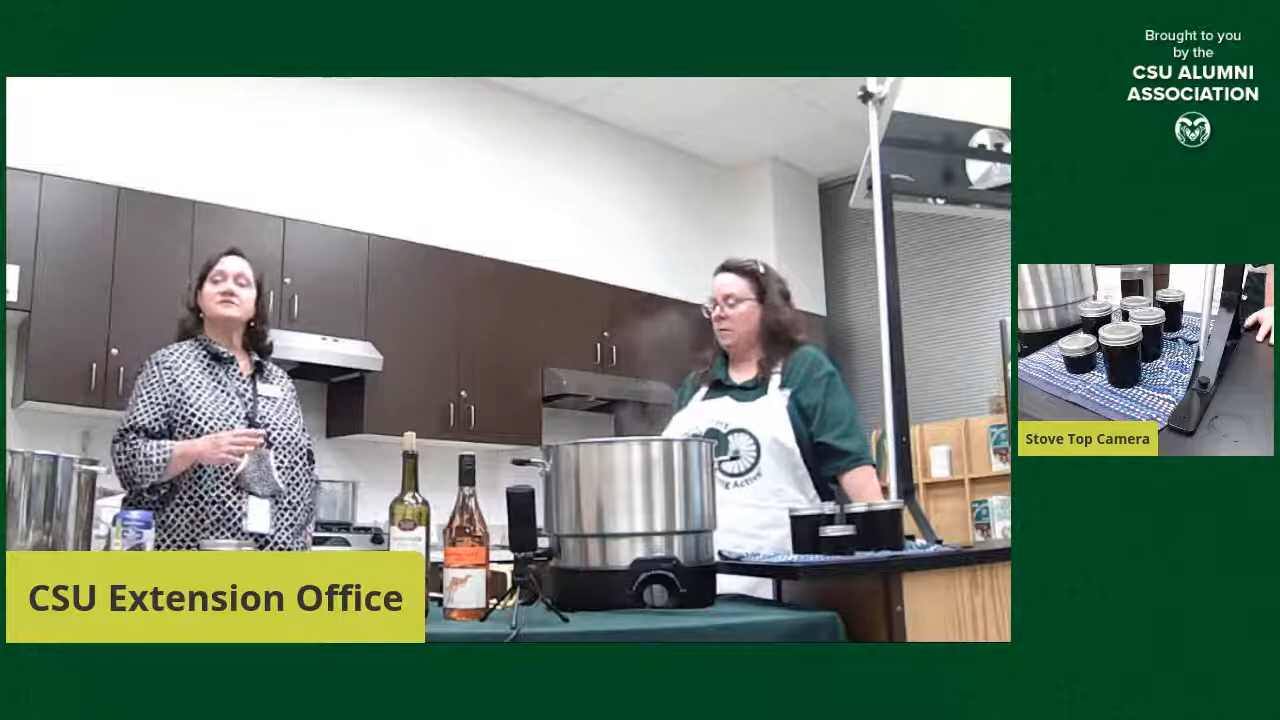 Brought to you
by the
CSU ALUMNI
ASSOCIATION
Stove Top Camera
CSU Extension Office